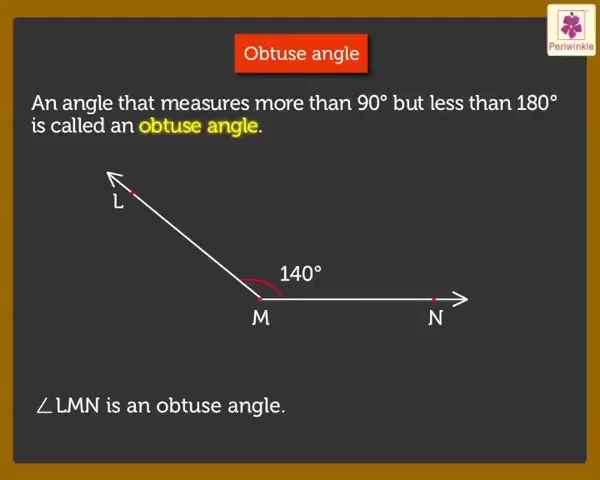 Periwinkle
Obtuse angle
An angle that measures more than 90° but less than 180°
is called an obtuse angle.
L
140°
M
N
∠LMN is an obtuse angle.